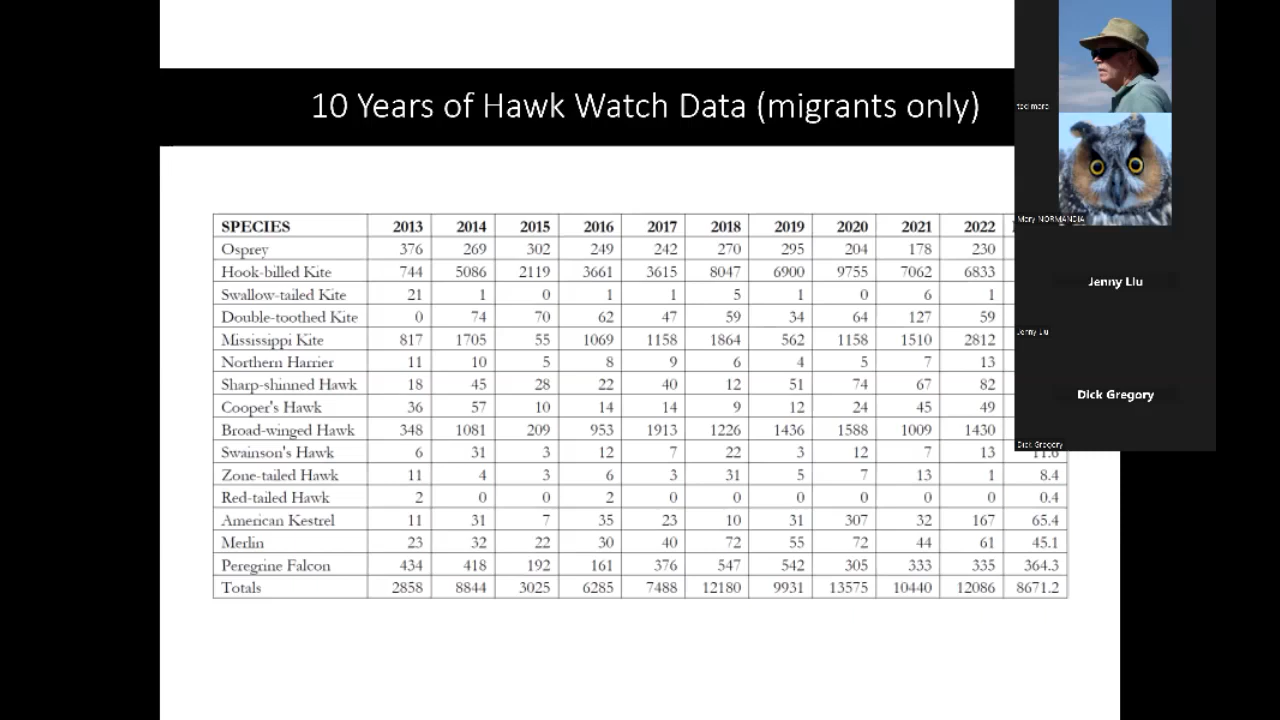 10 Years of Hawk Watch Data (migrants only)
SPECIES 2013 2014 2015 2016 2017 2018 2019 2020 2021 2022
Osprey 376 269 302 249 242 270 295 204 178 230
Hook-billed Kite 744 5086 2119 3661 3615 8047 6900 9755 7062 6833
Swallow-tailed Kite 21 1 0 1 1 5 1 0 6 1
Double-toothed Kite 0 74 70 62 47 59 34 64 127 59
Mississippi Kite 817 1705 55 1069 1158 1864 562 1158 1510 2812
Northern Harrier 11 10 5 8 9 6 4 5 7 13
Sharp-shinned Hawk 18 45 28 22 40 12 51 74 67 82
Cooper's Hawk 36 57 10 14 14 9 12 24 45 49
Broad-winged Hawk 348 1081 209 953 1913 1226 1436 1588 1009 1430
Swainson's Hawk 6 31 3 12 7 22 3 12 7 13 11.6
Zone-tailed Hawk 11 4 3 6 3 31 5 7 13 1 8.4
Red-tailed Hawk 2 0 0 2 0 0 0 0 0 0 0.4
American Kestrel 11 31 7 35 23 10 31 307 32 167 65.4
Merlin 23 32 22 30 40 72 55 72 44 61 45.1
Peregrine Falcon 434 418 192 161 376 547 542 305 333 335 364.3
Totals 2858 8844 3025 6285 7488 12180 9931 13575 10440 12086 8671.2
Mary NORMANDIA
Jenny Liu
Jenny Liu
Dick Gregory
Dick Gregory